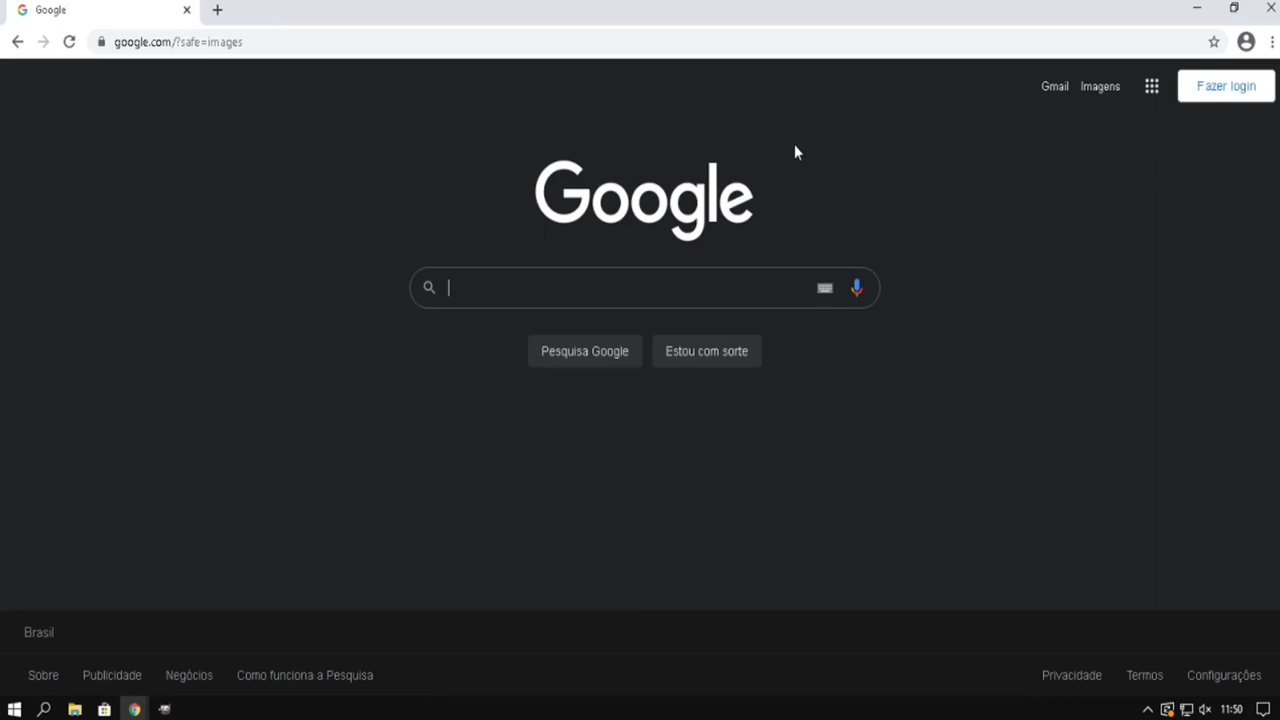 Google
google.com/?safe=images
Gmail Imagens Fazer login
Google
Pesquisa Google Estou com sorte
Brasil
Sobre Publicidade Negócios Como funciona a Pesquisa Privacidade Termos Configurações
11:50